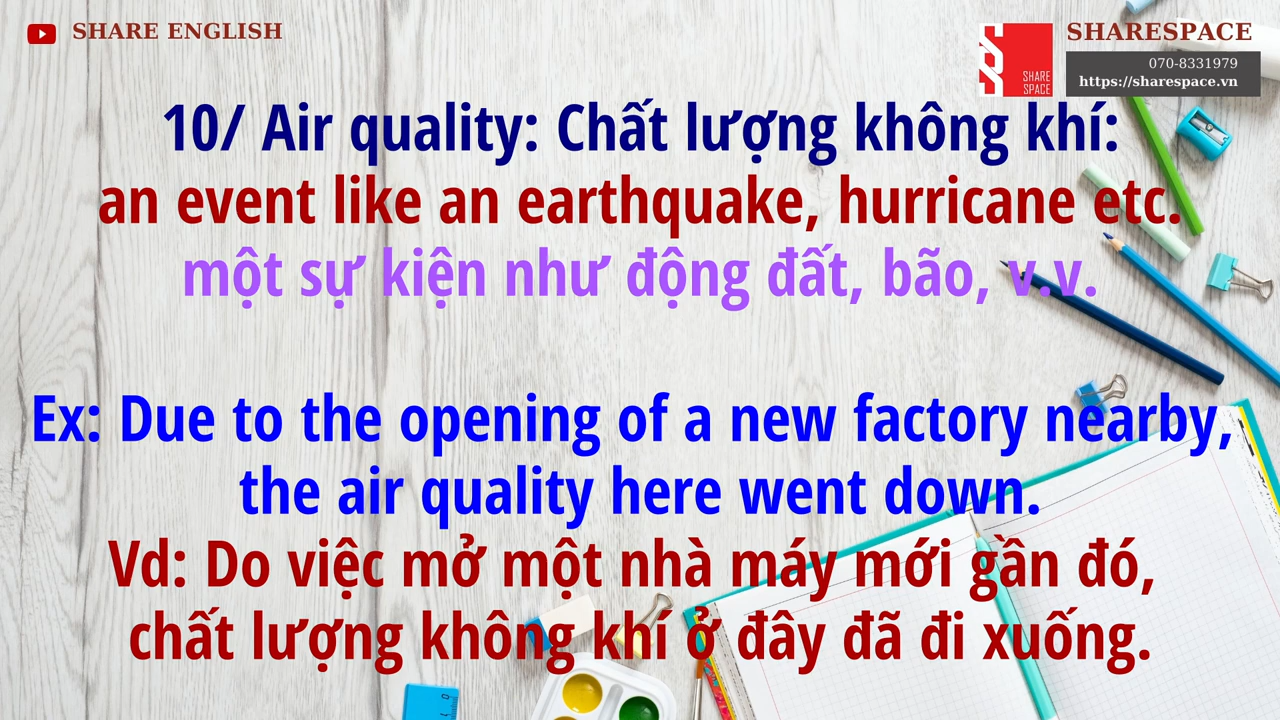 SHARE ENGLISH
SHARESPACE
070-8331979
https://sharespace.vn
SHARE
SPACE
10/ Air quality: Chất lượng không khí:
an event like an earthquake, hurricane etc.
một sự kiện như động đất, bão, v.v.
Ex: Due to the opening of a new factory nearby,
the air quality here went down.
Vd: Do việc mở một nhà máy mới gần đó,
chất lượng không khí ở đây đã đi xuống.